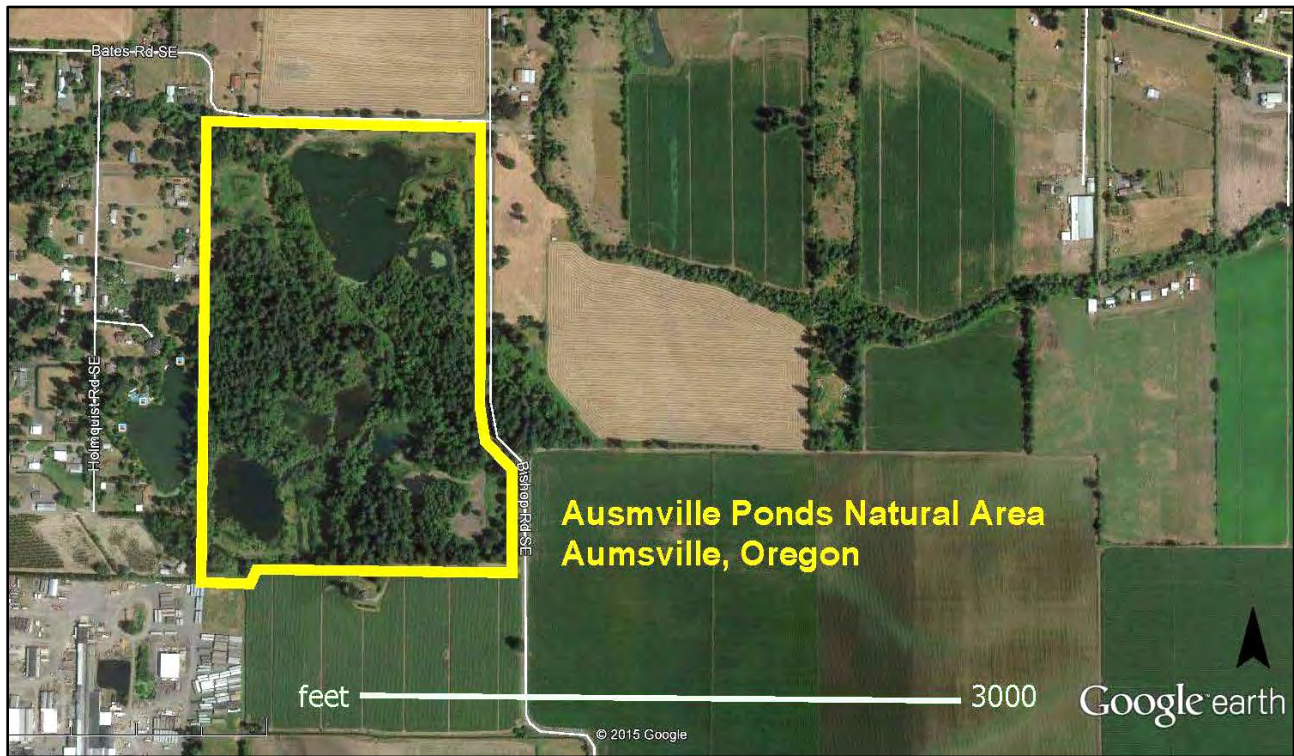 Bates Rd SE
Holmquist Rd SE
Bishop Rd SE
Ausmville Ponds Natural Area
Aumsville, Oregon
feet 3000
Google earth
© 2015 Google